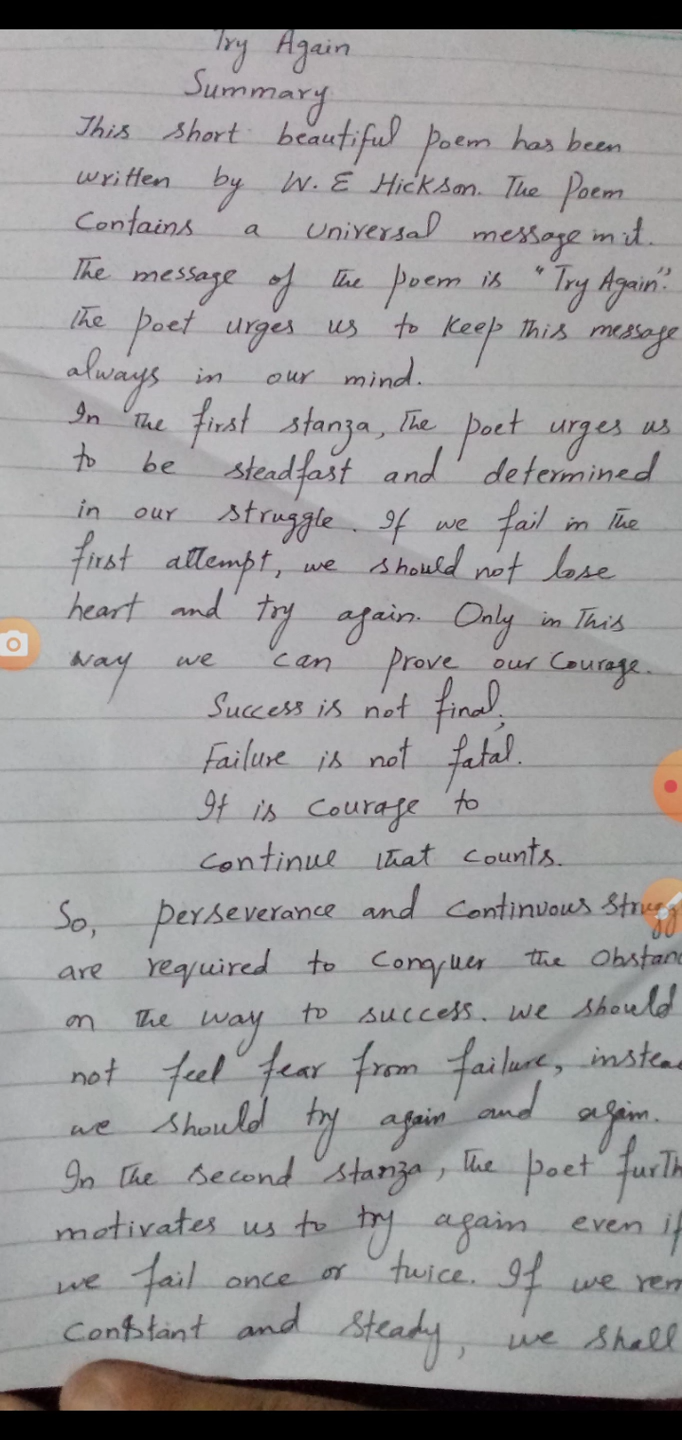 Try Again
Summary
This short beautiful poem has been
written by W. E Hickson. The Poem
Contains a universal message in it.
The message of the poem is "Try Again".
The poet urges us to keep this message
always in our mind.
In the first stanza, the poet urges us
to be steadfast and determined
in our struggle. If we fail in the
first attempt, we should not lose
heart and try again. Only in This
way we can prove our Courage.
Success is not final,
Failure is not fatal.
It is courage to
continue that counts.
So, perseverance and continuous Strugg
are required to conquer the Obstan
on the way to success. we should
not feel fear from failure, instea
we should try again and again.
In the second stanza, the poet furth
motivates us to try again even if
we fail once or twice. If we rem
Constant and Steady, we shall